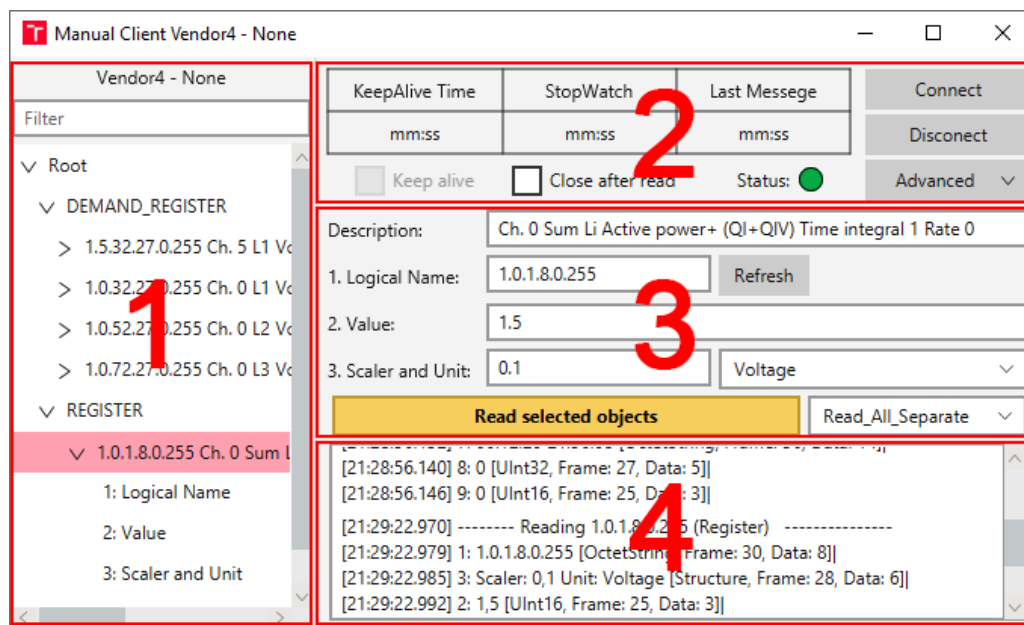 Manual Client Vendor4 - None
Vendor4 - None
Filter
Root
DEMAND_REGISTER
1.5.32.27.0.255 Ch. 5 L1 Vo
1.0.32.27.0.255 Ch. 0 L1 Vo
1.0.52.27.0.255 Ch. 0 L2 Vo
1.0.72.27.0.255 Ch. 0 L3 Vo
REGISTER
1.0.1.8.0.255 Ch. 0 Sum L
1: Logical Name
2: Value
3: Scaler and Unit
1
KeepAlive Time StopWatch Last Messege Connect
mm:ss mm:ss mm:ss Disconect
Keep alive Close after read Status: Advanced
2
Description: Ch. 0 Sum Li Active power+ (QI+QIV) Time integral 1 Rate 0
1. Logical Name: 1.0.1.8.0.255 Refresh
2. Value: 1.5
3. Scaler and Unit: 0.1 Voltage
Read selected objects Read_All_Separate
3
[21:28:56.140] 8: 0 [UInt32, Frame: 27, Data: 5]|
[21:28:56.146] 9: 0 [UInt16, Frame: 25, Data: 3]|
[21:29:22.970] -------- Reading 1.0.1.8.0.255 (Register) ---------------
[21:29:22.979] 1: 1.0.1.8.0.255 [OctetString, Frame: 30, Data: 8]|
[21:29:22.985] 3: Scaler: 0,1 Unit: Voltage [Structure, Frame: 28, Data: 6]|
[21:29:22.992] 2: 1,5 [UInt16, Frame: 25, Data: 3]|
4